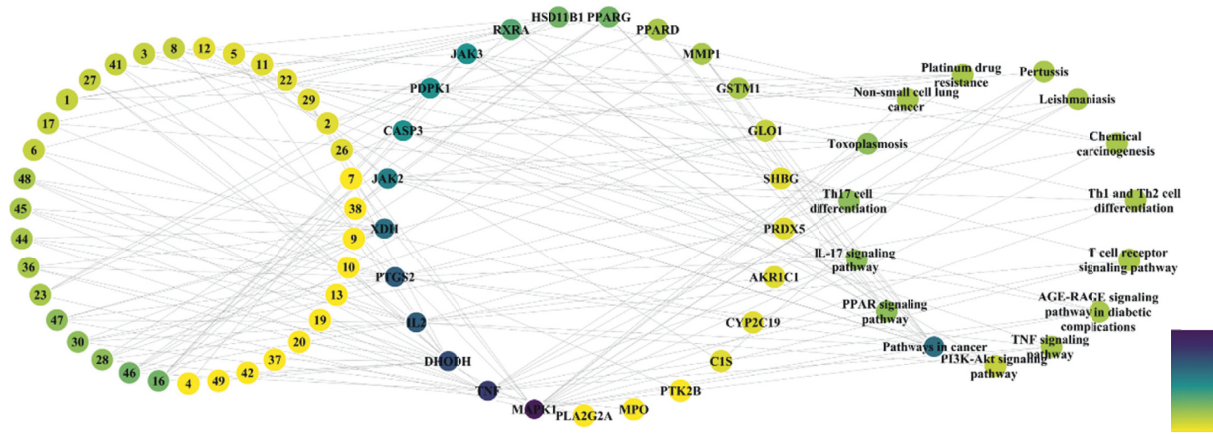 12
8
5
3
11
41
22
27
29
1
2
17
26
6
7
48
38
45
9
44
10
36
13
23
19
47
20
30
37
28
42
46
49
16
4
HSD11B1
PPARG
RXRA
PPARD
JAK3
MMP1
PDPK1
GSTM1
CASP3
GLO1
JAK2
SHBG
XDH
PRDX5
PTGS2
AKR1C1
IL2
CYP2C19
DHODH
C1S
TNF
PTK2B
MAPK1
PLA2G2A
MPO
Platinum drug
resistance
Pertussis
Non-small cell lung
cancer
Leishmaniasis
Toxoplasmosis
Chemical
carcinogenesis
Th17 cell
differentiation
Th1 and Th2 cell
differentiation
IL-17 signaling
pathway
T cell receptor
signaling pathway
PPAR signaling
pathway
AGE-RAGE signaling
pathway in diabetic
complications
Pathways in cancer
TNF signaling
pathway
PI3K-Akt signaling
pathway